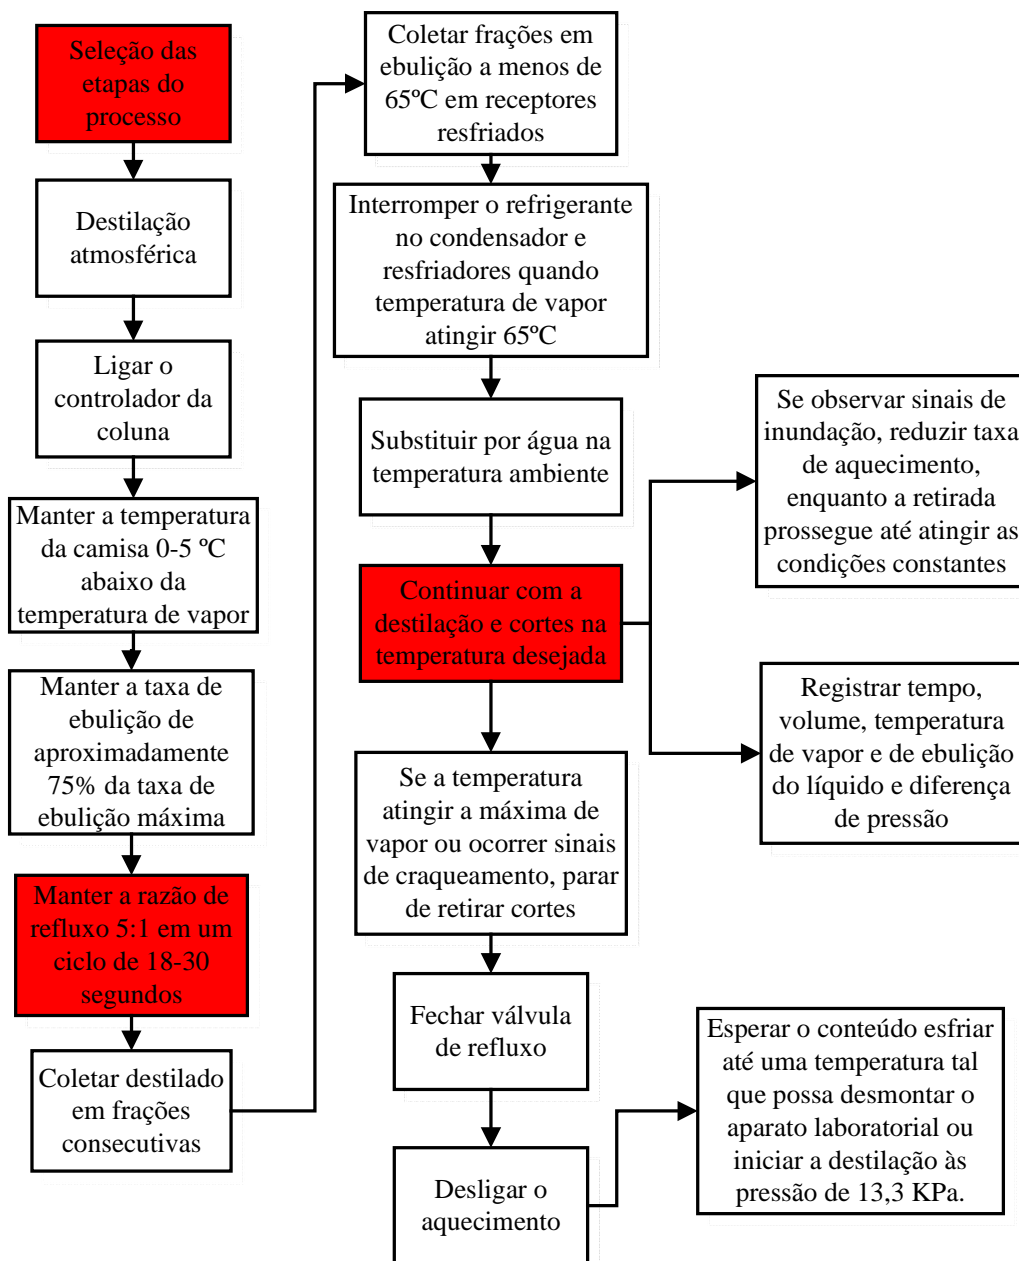 Seleção das
etapas do
processo
Destilação
atmosférica
Ligar o
controlador da
coluna
Manter a temperatura
da camisa 0-5 ºC
abaixo da
temperatura de vapor
Manter a taxa de
ebulição de
aproximadamente
75% da taxa de
ebulição máxima
Manter a razão de
refluxo 5:1 em um
ciclo de 18-30
segundos
Coletar destilado
em frações
consecutivas
Coletar frações em
ebulição a menos de
65ºC em receptores
resfriados
Interromper o refrigerante
no condensador e
resfriadores quando
temperatura de vapor
atingir 65ºC
Substituir por água na
temperatura ambiente
Continuar com a
destilação e cortes na
temperatura desejada
Se observar sinais de
inundação, reduzir taxa
de aquecimento,
enquanto a retirada
prossegue até atingir as
condições constantes
Registrar tempo,
volume, temperatura
de vapor e de ebulição
do líquido e diferença
de pressão
Se a temperatura
atingir a máxima de
vapor ou ocorrer sinais
de craqueamento, parar
de retirar cortes
Fechar válvula
de refluxo
Desligar o
aquecimento
Esperar o conteúdo esfriar
até uma temperatura tal
que possa desmontar o
aparato laboratorial ou
iniciar a destilação às
pressão de 13,3 KPa.